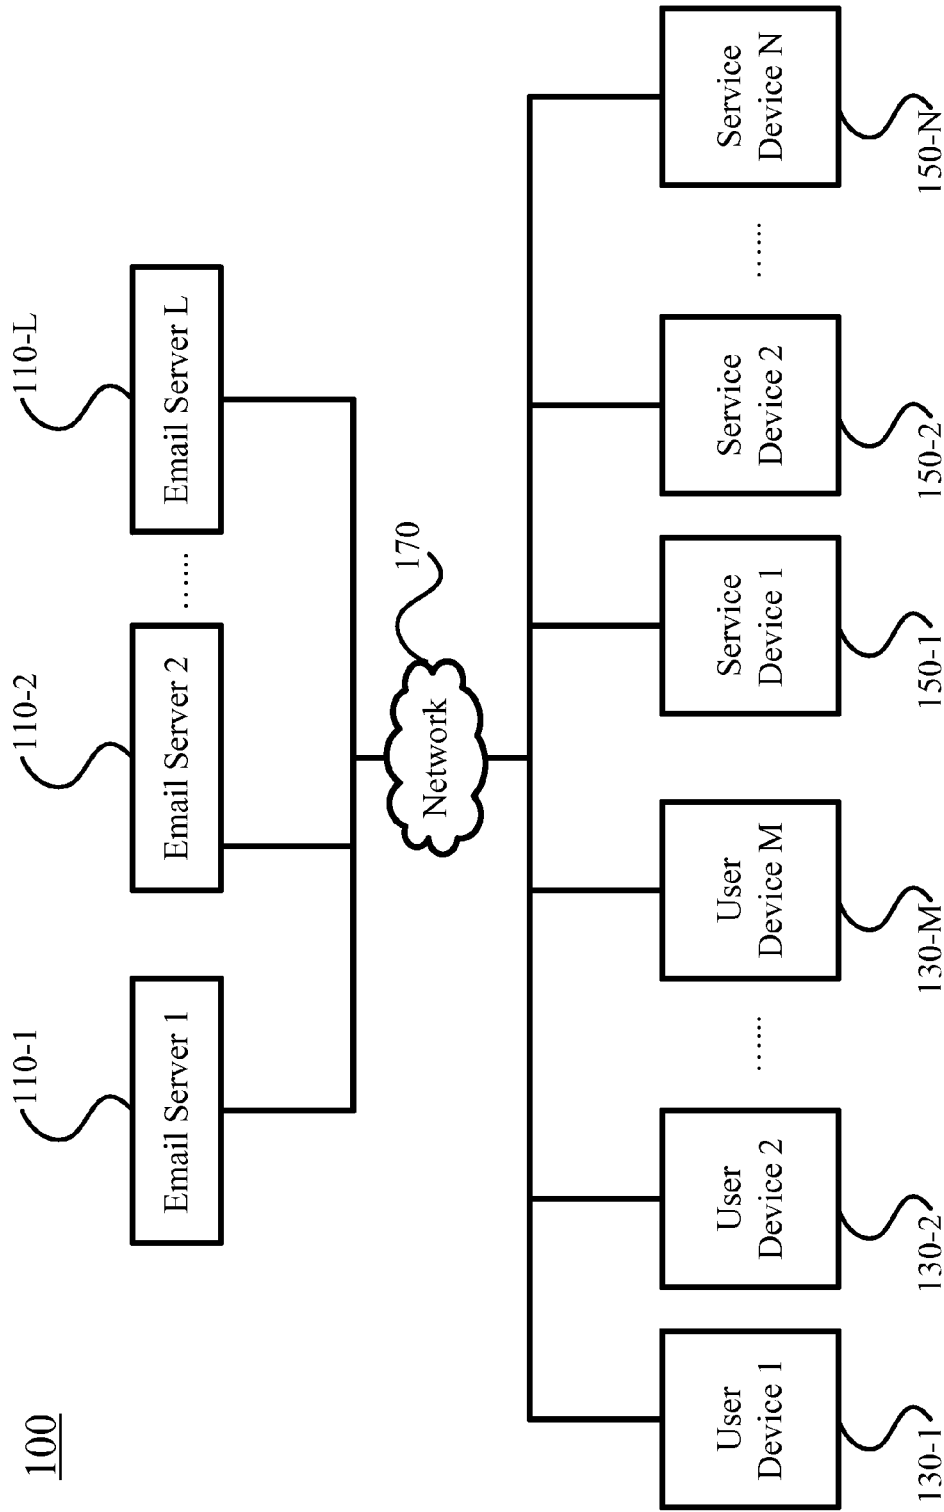 100
110-1
110-2
110-L
Email Server 1
Email Server 2
......
Email Server L
170
Network
User
Device 1
User
Device 2
......
User
Device M
Service
Device 1
Service
Device 2
......
Service
Device N
130-1
130-2
130-M
150-1
150-2
150-N